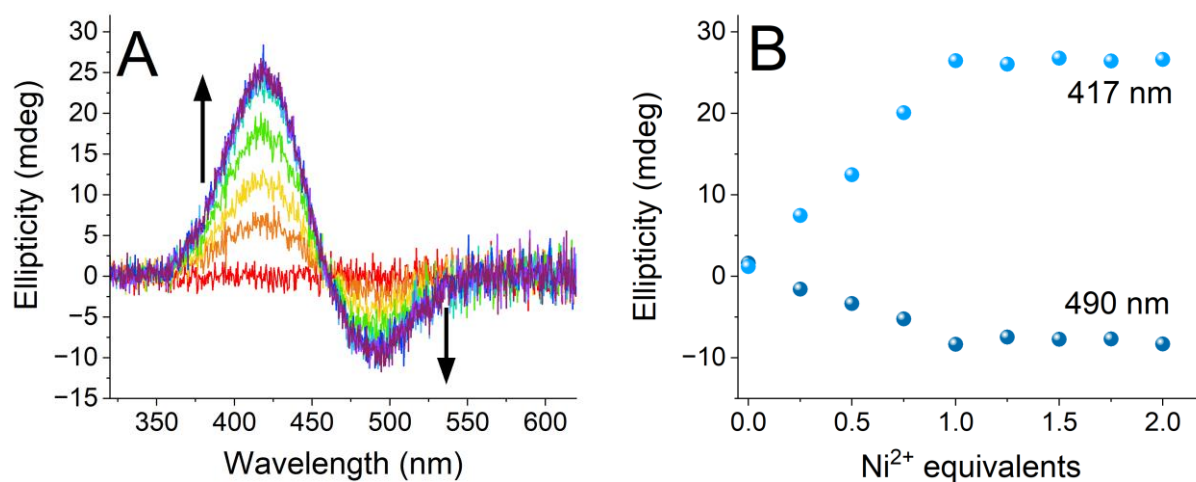 A
Ellipticity (mdeg)
30
25
20
15
10
5
0
−5
−10
−15
350 400 450 500 550 600
Wavelength (nm)
B
Ellipticity (mdeg)
30
20
10
0
−10
417 nm
490 nm
0.0 0.5 1.0 1.5 2.0
Ni²⁺ equivalents